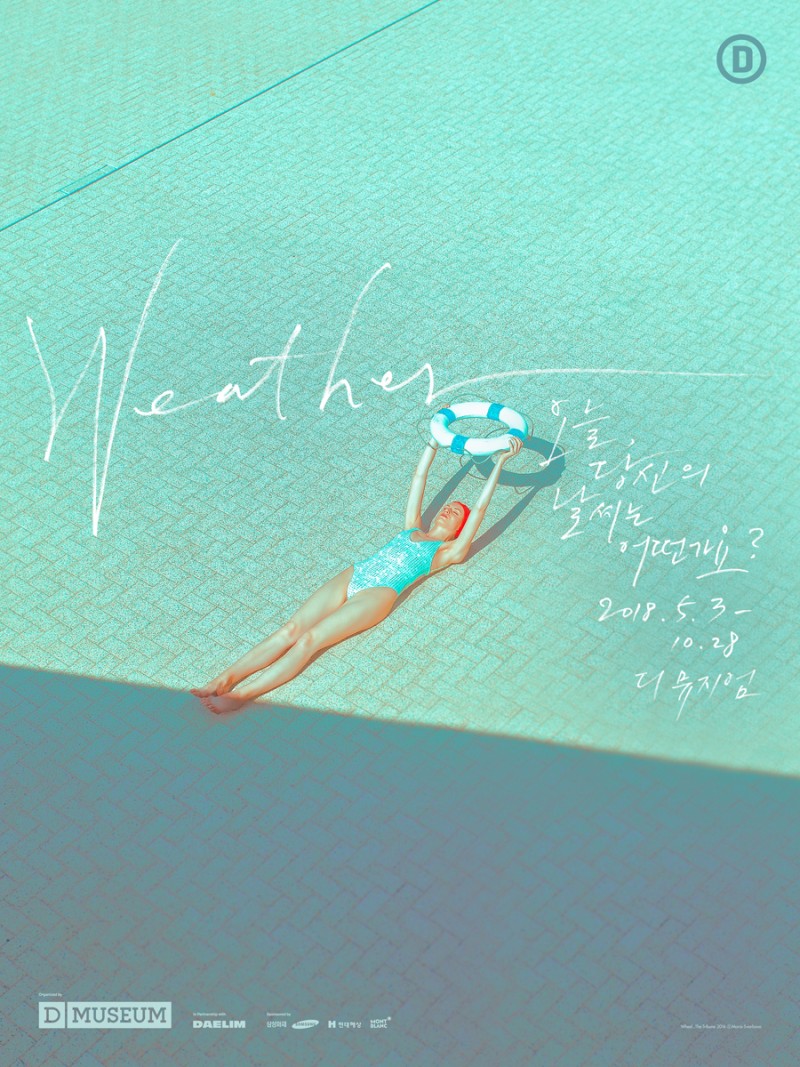 D
Weather
오늘,
당신의
날씨는
어떤가요?
2018.5.3-
10.28
디뮤지엄
Organized by
D MUSEUM
In Partnership with
DAELIM
Sponsored by
삼성화재 SAMSUNG
H 현대해상
MONT BLANC